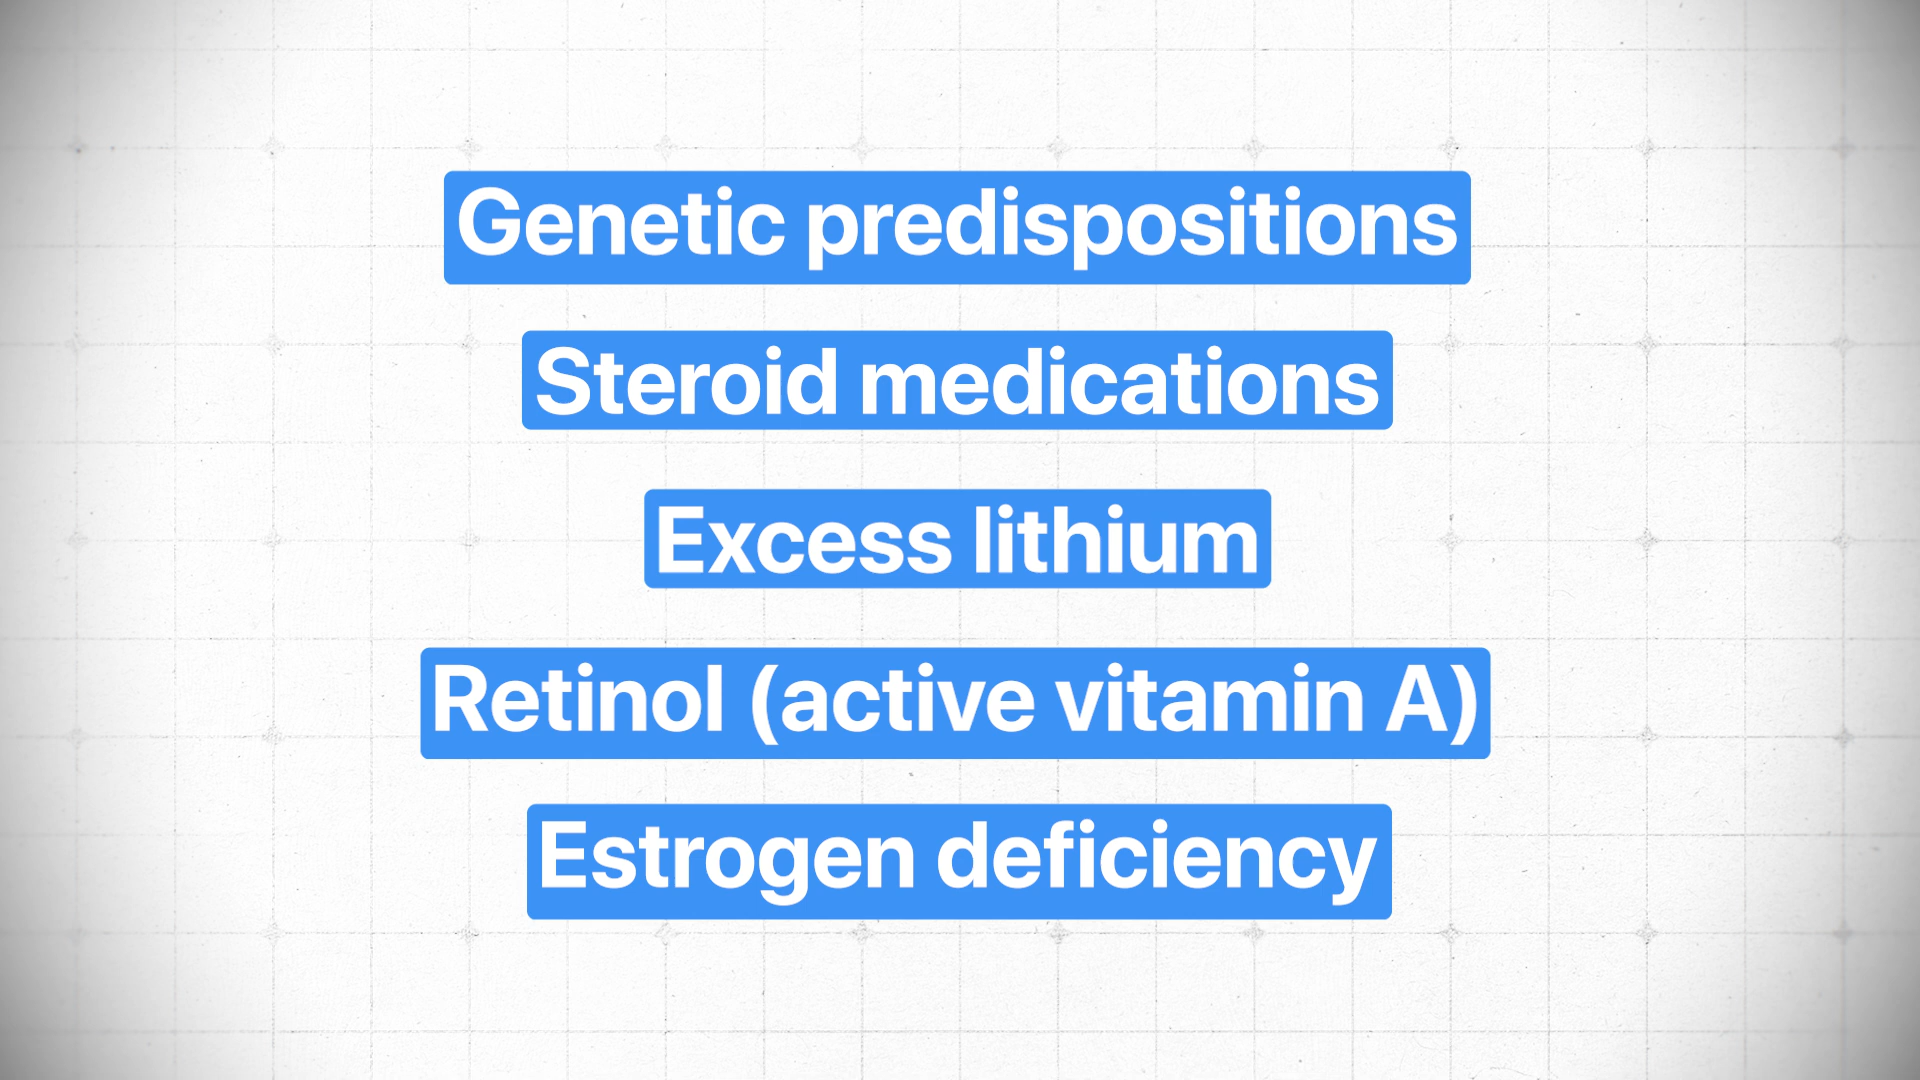 Genetic predispositions
Steroid medications
Excess lithium
Retinol (active vitamin A)
Estrogen deficiency